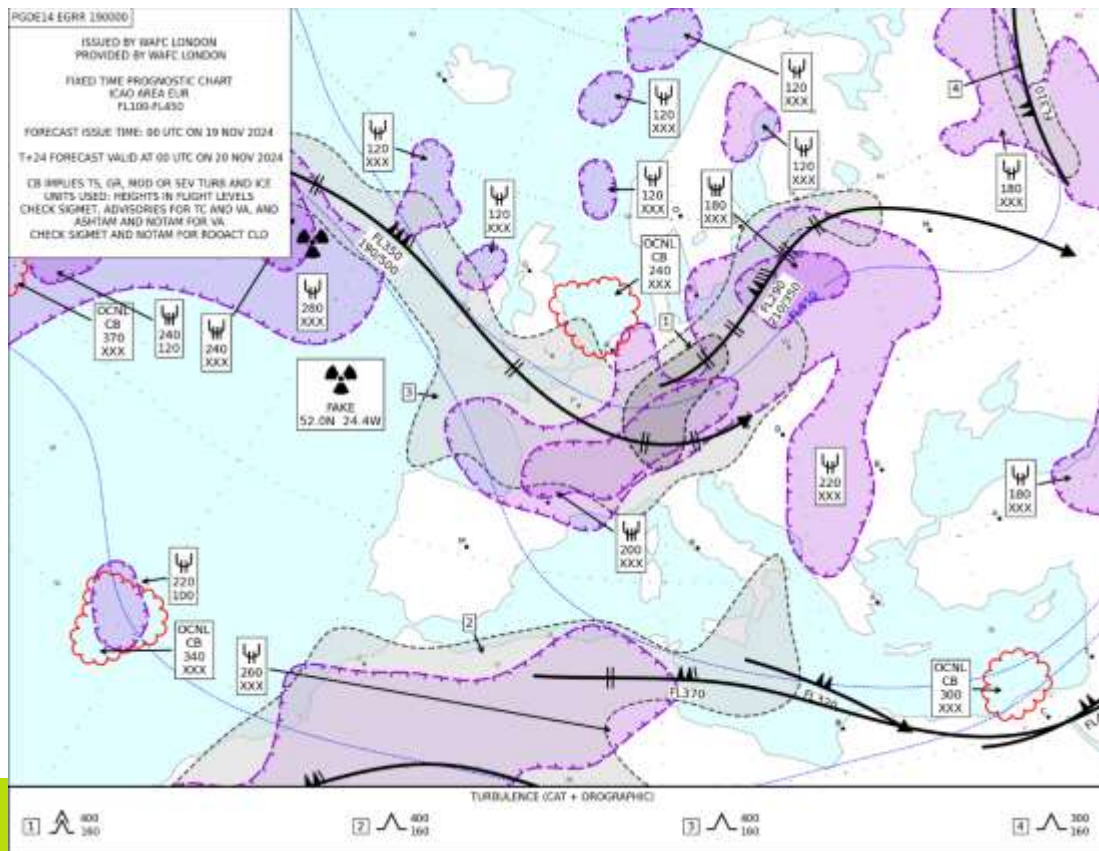 PGDE14 EGRR 190000
ISSUED BY WAFC LONDON
PROVIDED BY WAFC LONDON
FIXED TIME PROGNOSTIC CHART
ICAO AREA EUR
FL100-FL450
FORECAST ISSUE TIME: 00 UTC ON 19 NOV 2024
T+24 FORECAST VALID AT 00 UTC ON 20 NOV 2024
CB IMPLIES TS, GR, MOD OR SEV TURB AND ICE
UNITS USED: HEIGHTS IN FLIGHT LEVELS
CHECK SIGMET, ADVISORIES FOR TC AND VA, AND
ASHTAM AND NOTAM FOR VA
CHECK SIGMET AND NOTAM FOR RDOACT CLD
120
XXX
120
XXX
120
XXX
120
XXX
120
XXX
120
XXX
180
XXX
4
FL310
180
XXX
FL350
190/500
OCNL
CB
240
XXX
1
FL290
210/350
280
XXX
OCNL
CB
370
XXX
240
120
240
XXX
FAKE
52.0N 24.4W
3
220
XXX
180
XXX
200
XXX
220
100
2
OCNL
CB
340
XXX
260
XXX
FL370
FL320
OCNL
CB
300
XXX
TURBULENCE (CAT + OROGRAPHIC)
1 400
160
2 400
160
3 400
160
4 300
160